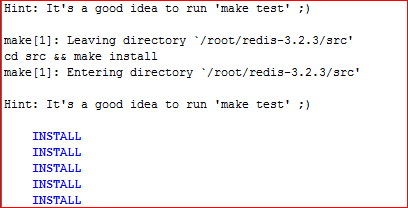 Hint: It's a good idea to run 'make test' ;)
make[1]: Leaving directory `/root/redis-3.2.3/src'
cd src && make install
make[1]: Entering directory `/root/redis-3.2.3/src'
Hint: It's a good idea to run 'make test' ;)
INSTALL
INSTALL
INSTALL
INSTALL
INSTALL